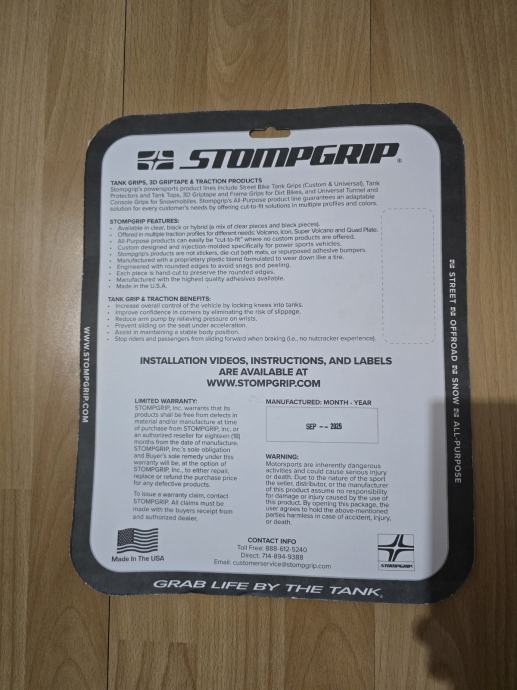 STOMPGRIP®
TANK GRIPS, 3D GRIPTAPE & TRACTION PRODUCTS
Stompgrip's powersports product lines include Street Bike Tank Grips (Custom & Universal), Tank
Protectors and Tank Tops, 3D Griptape and Frame Grips for Dirt Bikes, and Universal Tunnel and
Console Grips for Snowmobiles. Stompgrip's All-Purpose product line guarantees an adaptable
solution for every customer's needs by offering cut-to-fit solutions in multiple profiles and colors.
STOMPGRIP FEATURES:
• Available in clear, black or hybrid (a mix of clear pieces and black pieces).
• Offered in multiple traction profiles for different needs: Volcano, Icon, Super Volcano and Quad Plate.
• All-Purpose products can easily be "cut-to-fit" where no custom products are offered.
• Custom designed and injection-molded specifically for power sports vehicles.
• Stompgrip's products are not stickers, die-cut bath mats, or repurposed adhesive bumpers.
• Manufactured with a proprietary plastic blend formulated to wear down like a tire.
• Engineered with rounded edges to avoid snags and peeling.
• Each piece is hand-cut to preserve the rounded edges.
• Manufactured with the highest quality adhesives available.
• Made in the U.S.A.
TANK GRIP & TRACTION BENEFITS:
• Increase overall control of the vehicle by locking knees into tanks.
• Improve confidence in corners by eliminating the risk of slippage.
• Reduce arm pump by relieving pressure on wrists.
• Prevent sliding on the seat under acceleration.
• Assist in maintaining a stable body position.
• Stop riders and passengers from sliding forward when braking (i.e., no nutcracker experience).
INSTALLATION VIDEOS, INSTRUCTIONS, AND LABELS
ARE AVAILABLE AT
WWW.STOMPGRIP.COM
LIMITED WARRANTY:
STOMPGRIP, Inc. warrants that its
products shall be free from defects in
material and/or manufacture at time
of purchase from STOMPGRIP, Inc. or
an authorized reseller for eighteen (18)
months from the date of manufacture.
STOMPGRIP, Inc.'s sole obligation
and Buyer's sole remedy under this
warranty will be, at the option of
STOMPGRIP, Inc., to either repair,
replace or refund the purchase price
for any defective products.
To issue a warranty claim, contact
STOMPGRIP. All claims must be
made with the buyers receipt from
and authorized dealer.
MANUFACTURED: MONTH - YEAR
SEP -- 2025
WARNING:
Motorsports are inherently dangerous
activities and could cause serious injury
or death. Due to the nature of the sport
the seller, distributor, or the manufacturer
of this product assume no responsibility
for damage or injury caused by the use of
this product. By opening this package, the
user agrees to hold the above-mentioned
parties harmless in case of accident, injury,
or death.
Made In The USA
CONTACT INFO
Toll Free: 888-612-5240
Direct: 714-894-9388
Email: customerservice@stompgrip.com
STOMPGRIP
GRAB LIFE BY THE TANK.
WWW.STOMPGRIP.COM
STREET OFFROAD SNOW ALL-PURPOSE